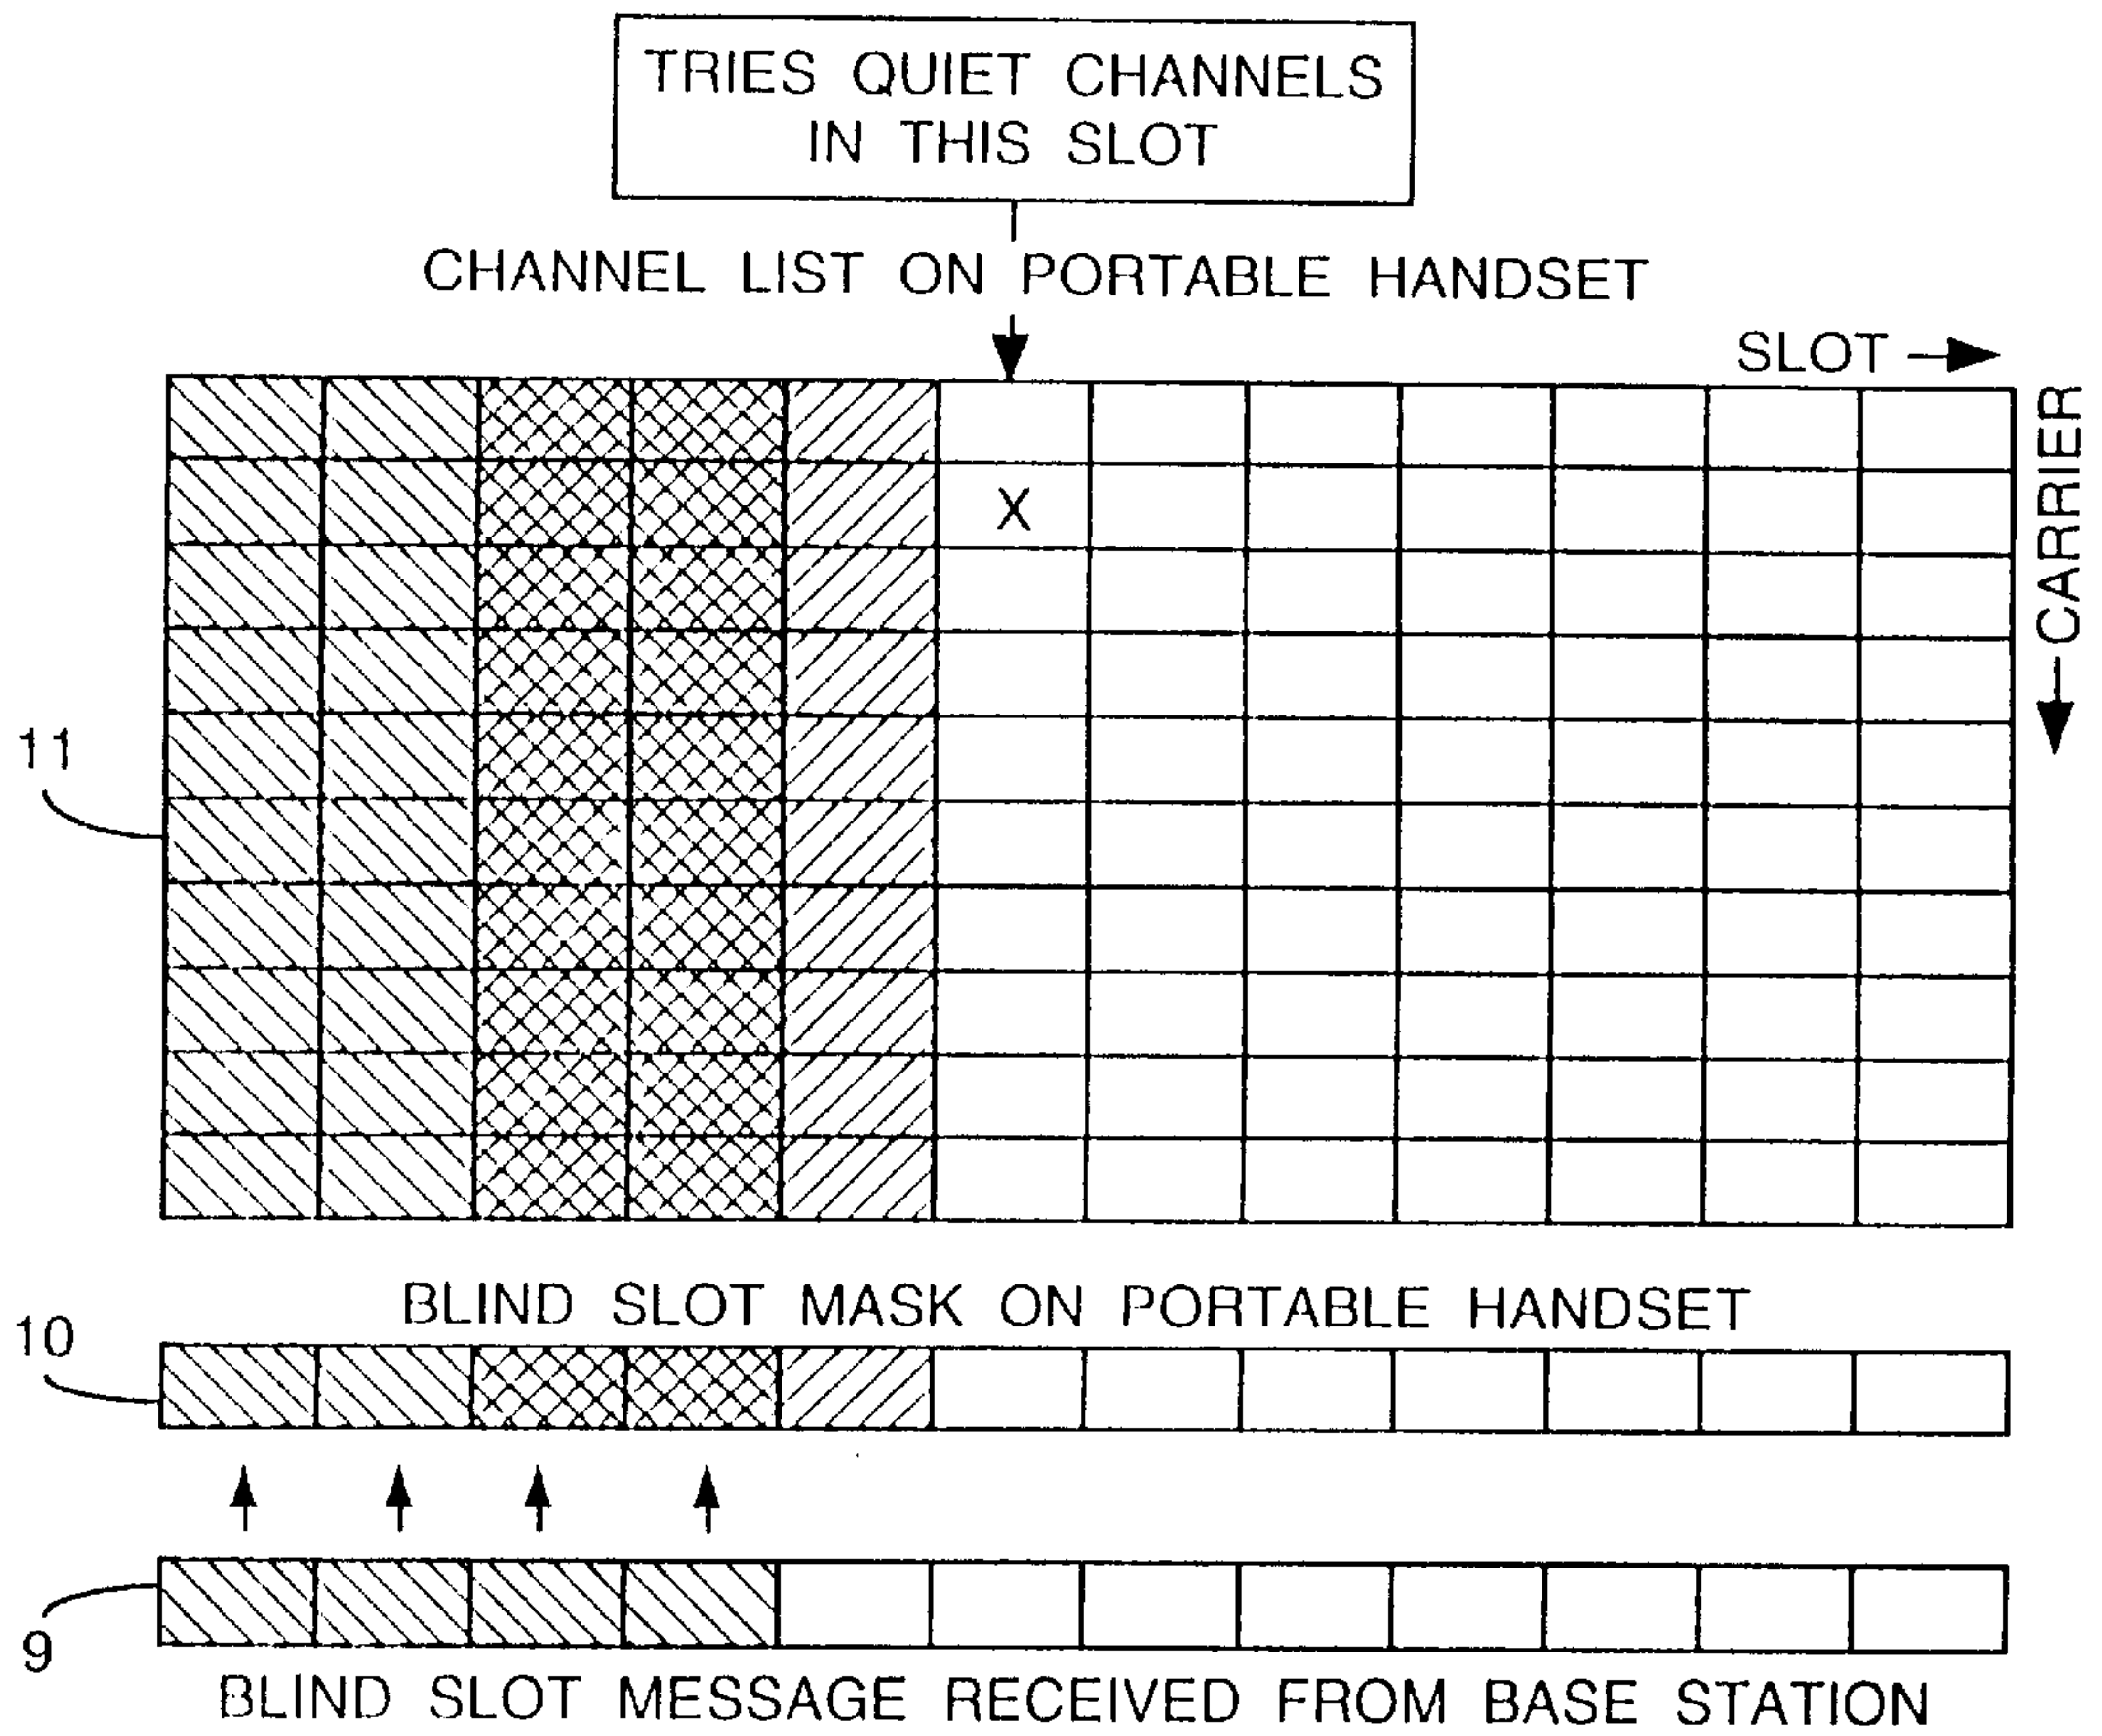 TRIES QUIET CHANNELS
IN THIS SLOT
CHANNEL LIST ON PORTABLE HANDSET
SLOT
CARRIER
X
11
BLIND SLOT MASK ON PORTABLE HANDSET
10
9
BLIND SLOT MESSAGE RECEIVED FROM BASE STATION